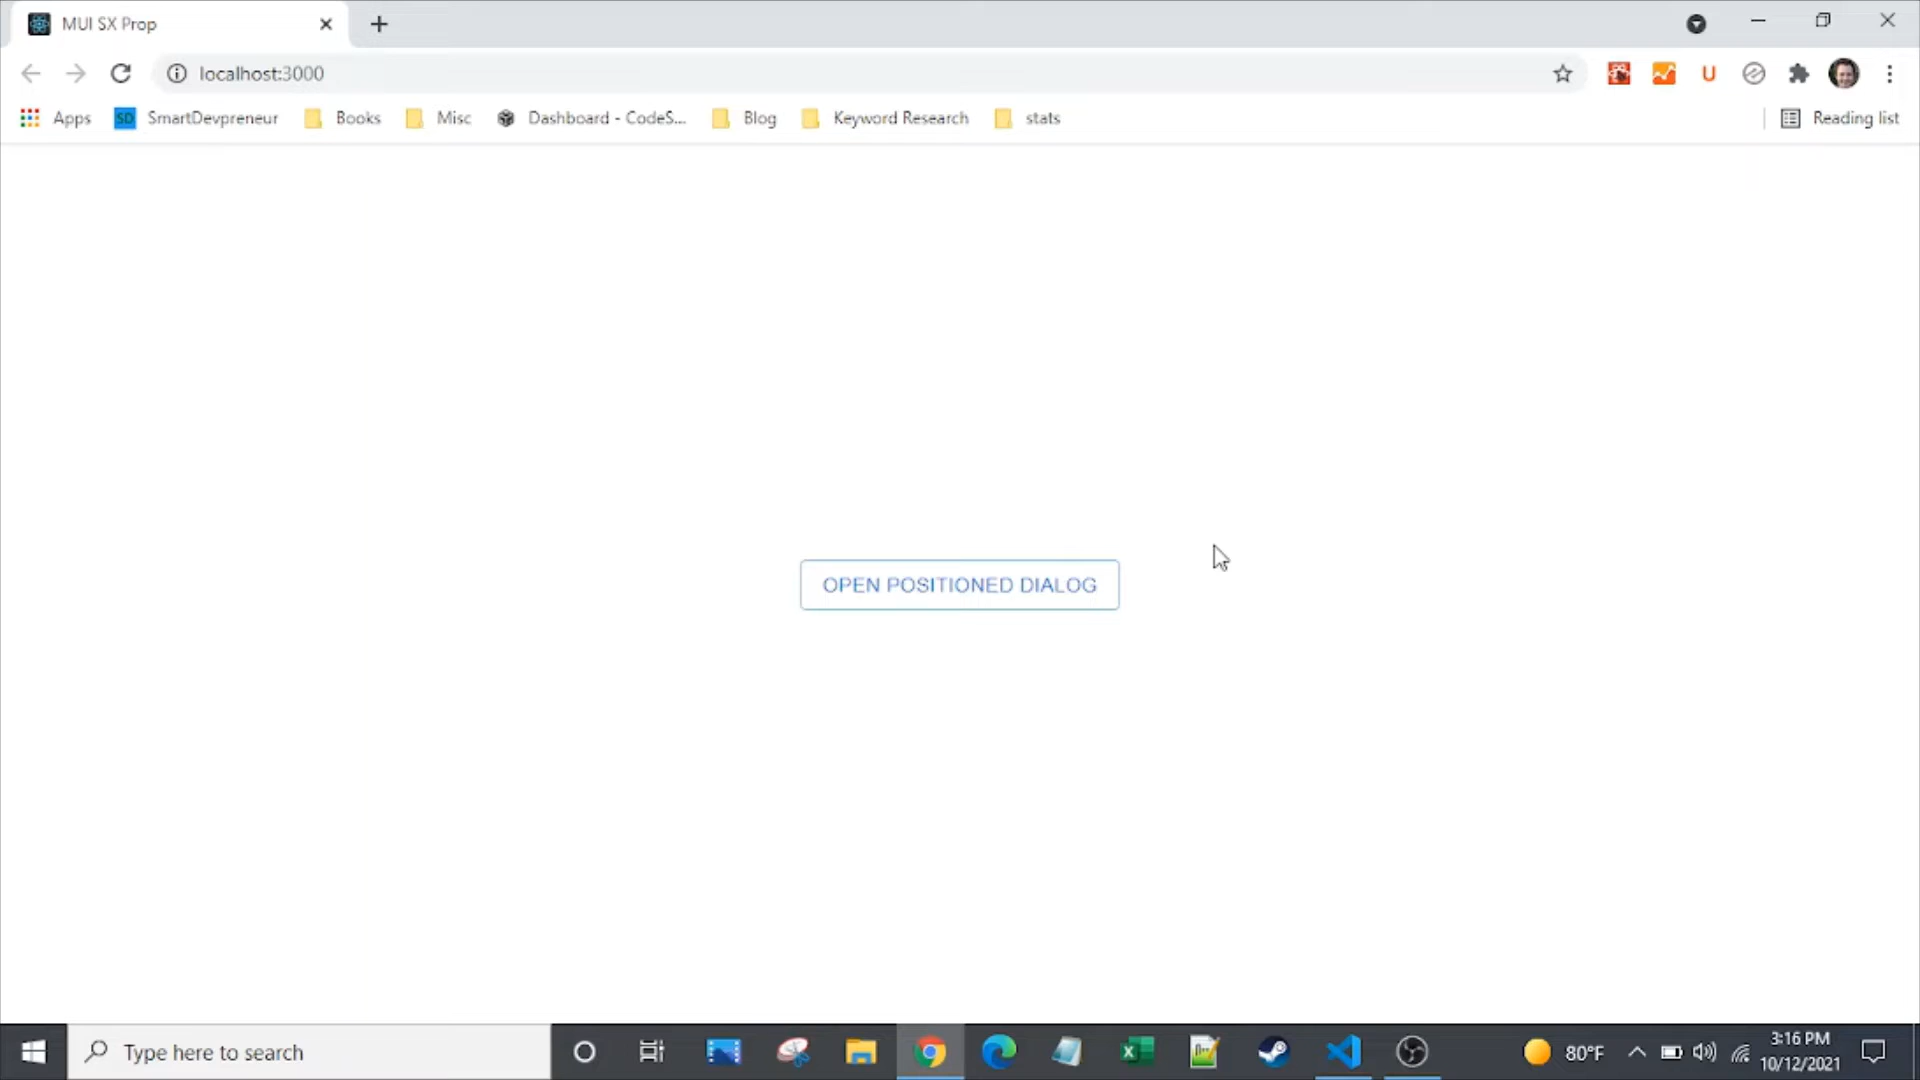 MUI SX Prop
localhost:3000
U
Apps
SD
SmartDevpreneur
Books
Misc
Dashboard - CodeS...
Blog
Keyword Research
stats
Reading list
OPEN POSITIONED DIALOG
Type here to search
80°F
3:16 PM
10/12/2021